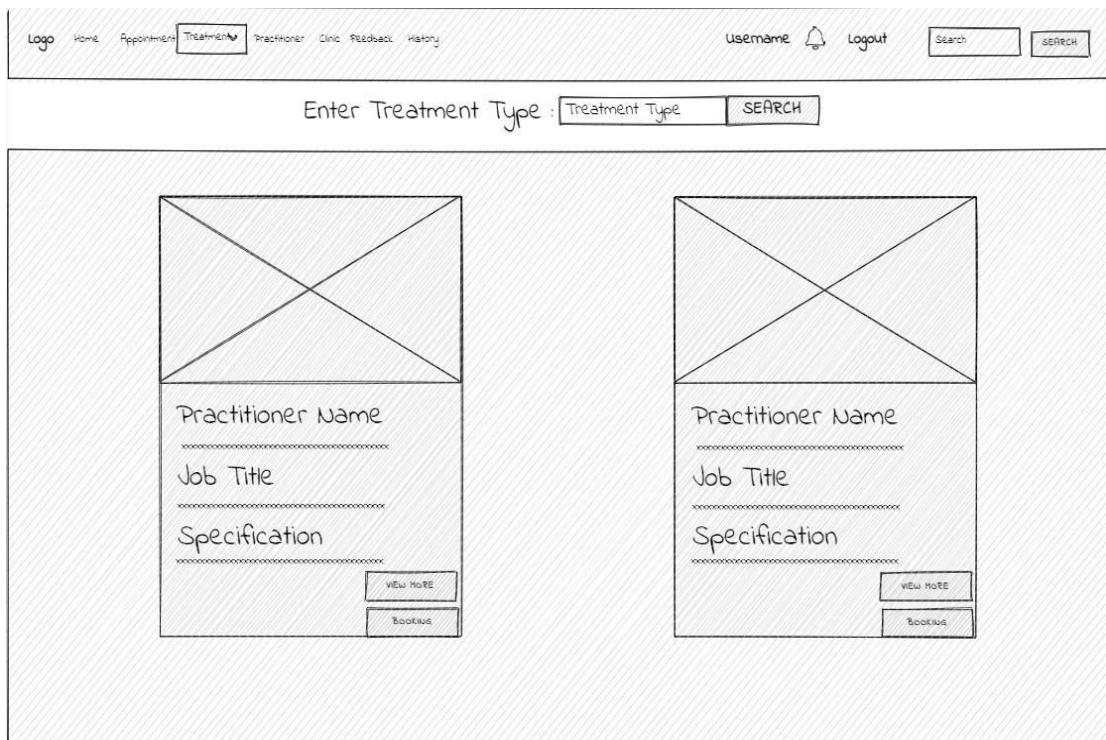 Logo Home Appointment Treatment Practitioner Clinic Feedback History Username Logout Search SEARCH
Enter Treatment Type : Treatment Type SEARCH
Practitioner Name
Job Title
Specification
VIEW MORE
BOOKING
Practitioner Name
Job Title
Specification
VIEW MORE
BOOKING